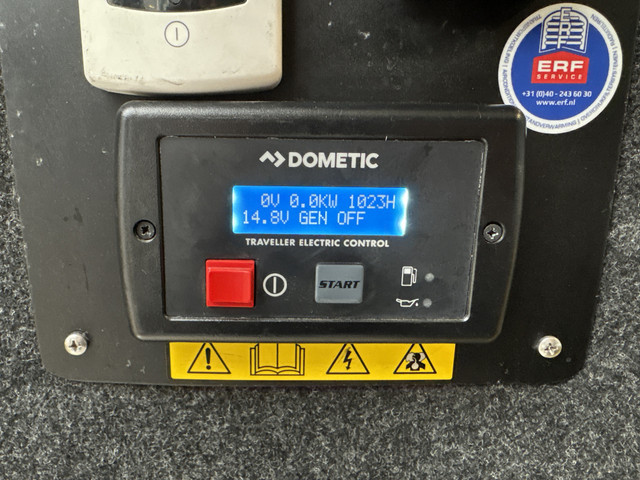 ERF
SERVICE
+31 (0)40 - 243 60 30
www.erf.nl
DOMETIC
0V 0.0KW 1023H
14.8V GEN OFF
TRAVELLER ELECTRIC CONTROL
START